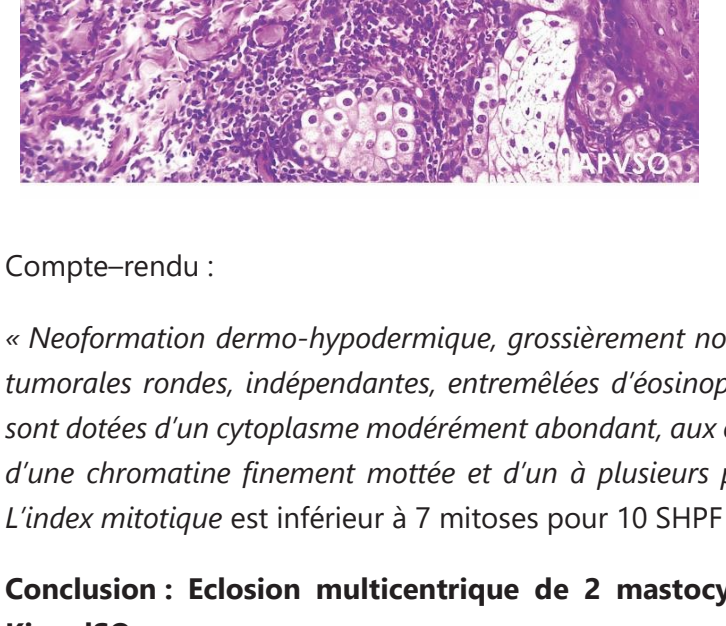 APVSO
Compte–rendu :
« Neoformation dermo-hypodermique, grossièrement no
tumorales rondes, indépendantes, entremêlées d'éosinop
sont dotées d'un cytoplasme modérément abondant, aux
d'une chromatine finement mottée et d'un à plusieurs p
L'index mitotique est inférieur à 7 mitoses pour 10 SHPF
Conclusion : Eclosion multicentrique de 2 mastocy